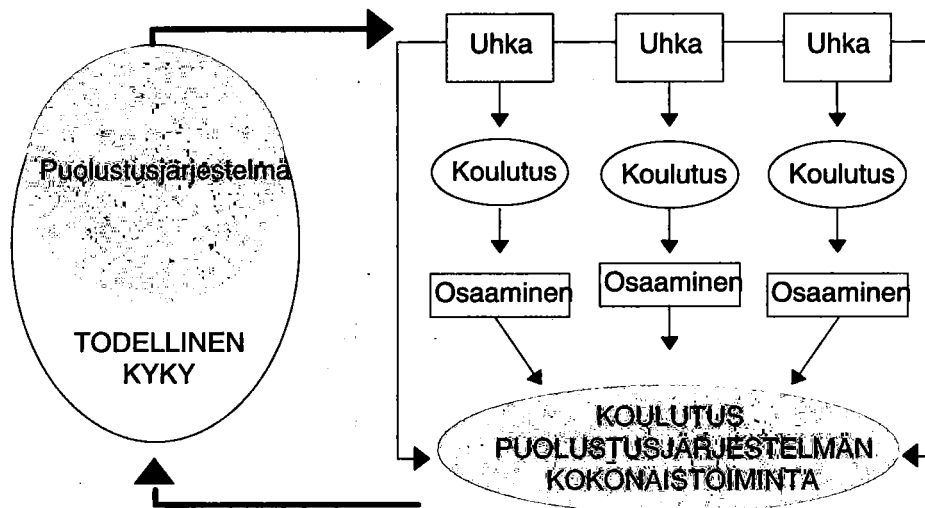 Puolustusjärjestelmä
TODELLINEN
KYKY
Uhka
Uhka
Uhka
Koulutus
Koulutus
Koulutus
Osaaminen
Osaaminen
Osaaminen
KOULUTUS
PUOLUSTUSJÄRJESTELMÄN
KOKONAISTOIMINTA